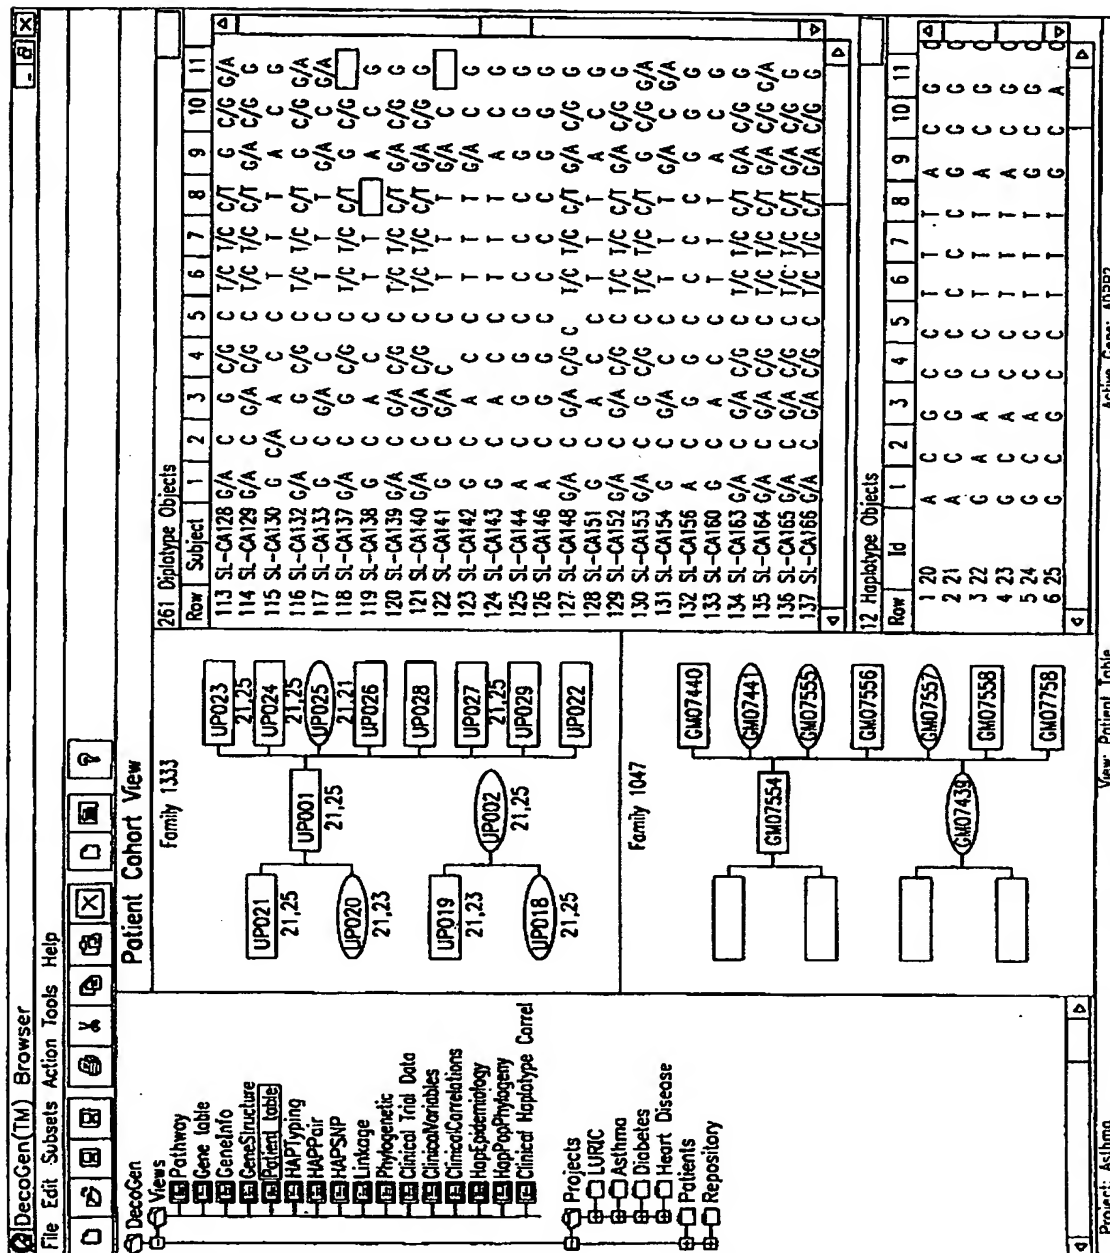 DecoGen(TM) Browser
File Edit Subsets Action Tools Help
?
DecoGen
Views
Pathway
Gene table
GeneInfo
GeneStructure
Patient table
HAPTyping
HAPPair
HAPSNP
Linkage
Phylogenetic
Clinical Trial Data
ClinicalVariables
ClinicalCorrelations
HapEpidemiology
HapPopPhylogeny
Clinical Haplotype Correl
Projects
LURIC
Asthma
Diabetes
Heart Disease
Patients
Repository
Patient Cohort View
Family 1333
UP021
21,25
UP020
21,23
UP019
21,23
UP018
21,25
UP001
21,25
UP002
21,25
UP023
21,25
UP024
21,25
UP025
21,21
UP026
UP028
UP027
21,25
UP029
UP022
Family 1047
GM07554
GM07439
GM07440
GM07441
GM07555
GM07556
GM07557
GM07558
GM07758
261 Diplotype Objects
Row Subject 1 2 3 4 5 6 7 8 9 10 11
113 SL-CA128 G/A C G C/G C T/C T/C C/T G C/G G/A
114 SL-CA129 G/A C G/A C/G C T/C T/C C/T G/A C/G G
115 SL-CA130 G C/A A C C T T T A C G
116 SL-CA132 G/A C G C/G C T/C T/C C/T G C/G G/A
117 SL-CA133 G C G/A C C T T T G/A C G/A
118 SL-CA137 G/A C G C/G C T/C T/C C/T G C/G
119 SL-CA138 G C A C C T T A C G
120 SL-CA139 G/A C G/A C/G C T/C T/C C/T G/A C/G G
121 SL-CA140 G/A C G/A C/G C T/C T/C C/T G/A C/G G
122 SL-CA141 G C G/A C C T T T G/A C
123 SL-CA142 G C A C C T T T G/A C G
124 SL-CA143 G C A C C T T T A C G
125 SL-CA144 A C G G C C C C G G G
126 SL-CA146 A C G G C C C C G G G
127 SL-CA148 G/A C G/A C/G C T/C T/C C/T G/A C/G G
128 SL-CA151 G C A C C T T T A C G
129 SL-CA152 G/A C G/A C/G C T/C T/C C/T G/A C/G G
130 SL-CA153 G/A C G C/G C T/C T/C C/T G C/G G/A
131 SL-CA154 G C G/A C C T T T G/A C G/A
132 SL-CA156 A C G G C C C C G G G
133 SL-CA160 G C A C C T T T A C G
134 SL-CA163 G/A C G/A C/G C T/C T/C C/T G/A C/G G
135 SL-CA164 G/A C G/A C/G C T/C T/C C/T G/A C/G G/A
136 SL-CA165 G/A C G/A C/G C T/C T/C C/T G/A C/G G
137 SL-CA166 G/A C G/A C/G C T/C T/C C/T G/A C/G G
12 Haplotype Objects
Row Id 1 2 3 4 5 6 7 8 9 10 11
1 20 A C G C C T T T A C G
2 21 A C G C C C C C G G G
3 22 G A A C C T T T A C G
4 23 G C A C C T T T A C G
5 24 G C A C C T T T G C G
6 25 G C G C C T T T G C A
Project: Asthma View: Patient Table Active Gene: ADRB2